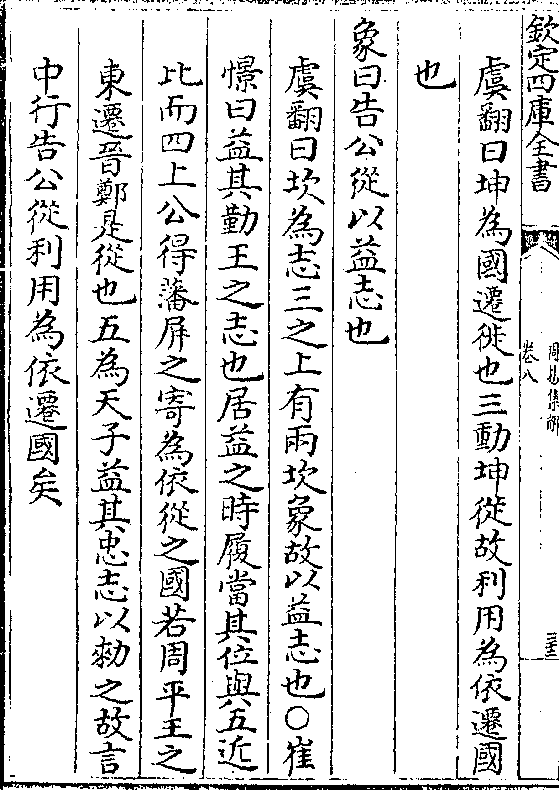 欽定四庫全書
周易集解
卷八
三三
虞翻曰坤為國遷徙也三動坤徙故利用為依遷國
也
象曰告公從以益志也
虞翻曰坎為志三之上有兩坎象故以益志也○崔
憬曰益其勤王之志也居益之時履當其位與五近
比而四上公得藩屏之寄為依從之國若周平王之
東遷晉鄭是從也五為天子益其忠志以勑之故言
中行告公從利用為依遷國矣